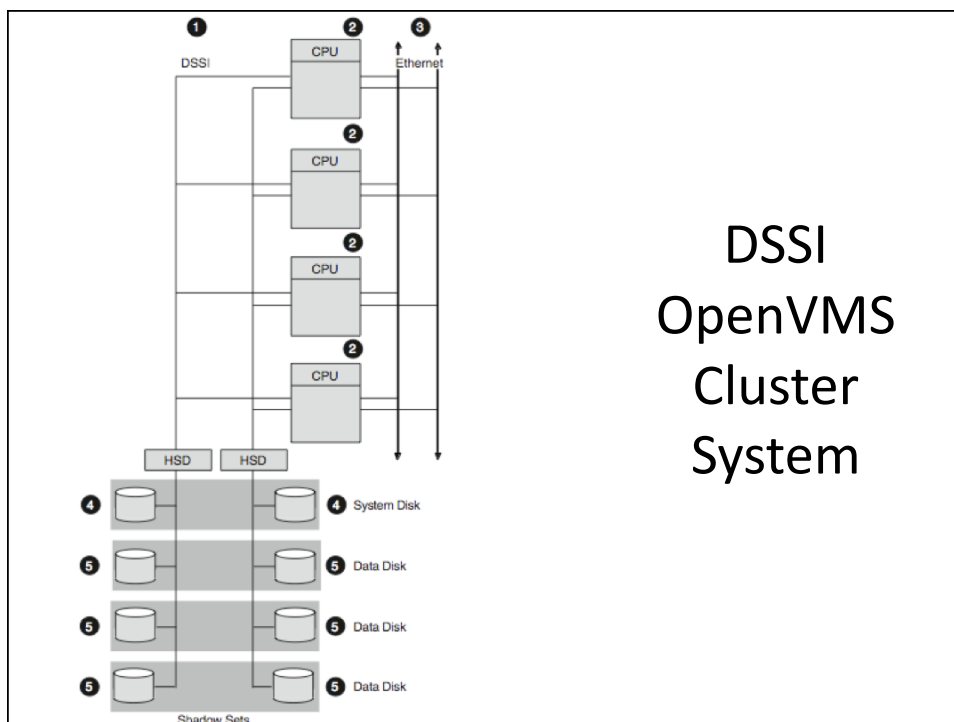 1 2 3
DSSI CPU Ethernet
2
CPU
2
CPU
2
CPU
HSD HSD
4 4 System Disk
5 5 Data Disk
5 5 Data Disk
5 5 Data Disk
Shadow Sets
DSSI
OpenVMS
Cluster
System